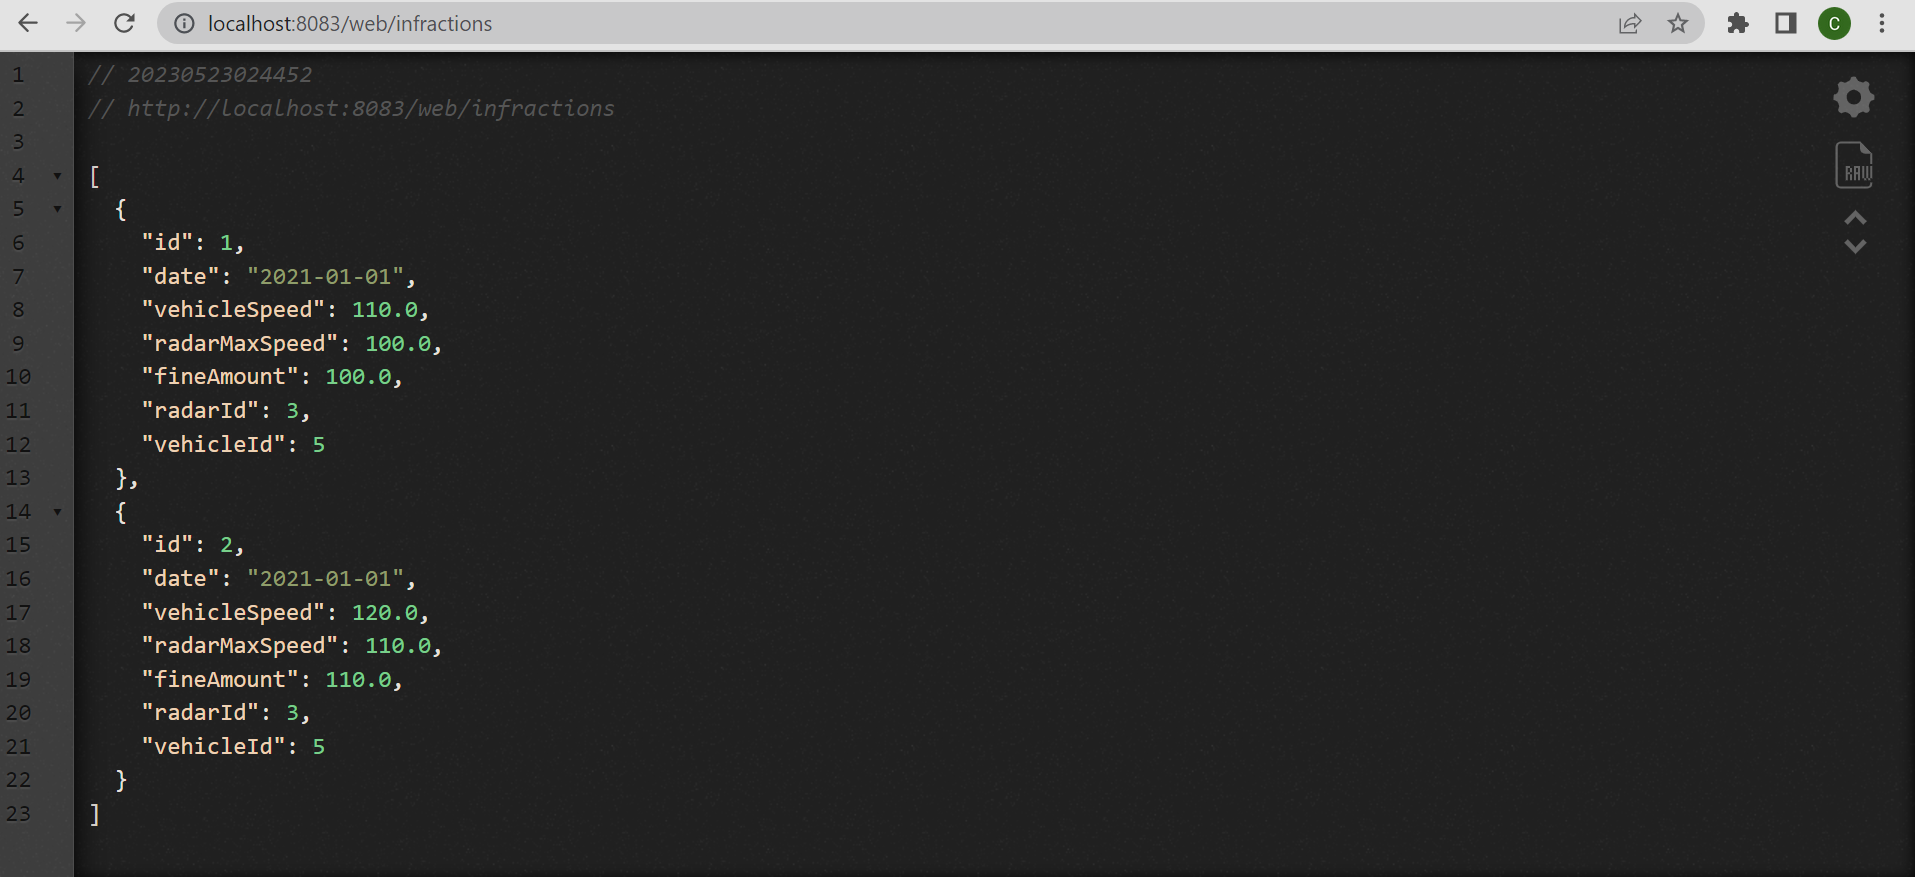 localhost:8083/web/infractions
C
1 // 20230523024452
2 // http://localhost:8083/web/infractions
3
4 [
5 {
6 "id": 1,
7 "date": "2021-01-01",
8 "vehicleSpeed": 110.0,
9 "radarMaxSpeed": 100.0,
10 "fineAmount": 100.0,
11 "radarId": 3,
12 "vehicleId": 5
13 },
14 {
15 "id": 2,
16 "date": "2021-01-01",
17 "vehicleSpeed": 120.0,
18 "radarMaxSpeed": 110.0,
19 "fineAmount": 110.0,
20 "radarId": 3,
21 "vehicleId": 5
22 }
23 ]
RAW